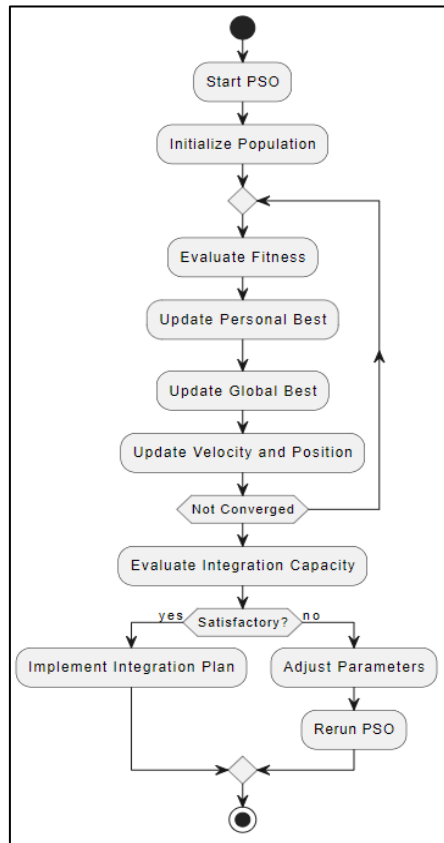 Start PSO
Initialize Population
Evaluate Fitness
Update Personal Best
Update Global Best
Update Velocity and Position
Not Converged
Evaluate Integration Capacity
yes
Satisfactory?
no
Implement Integration Plan
Adjust Parameters
Rerun PSO